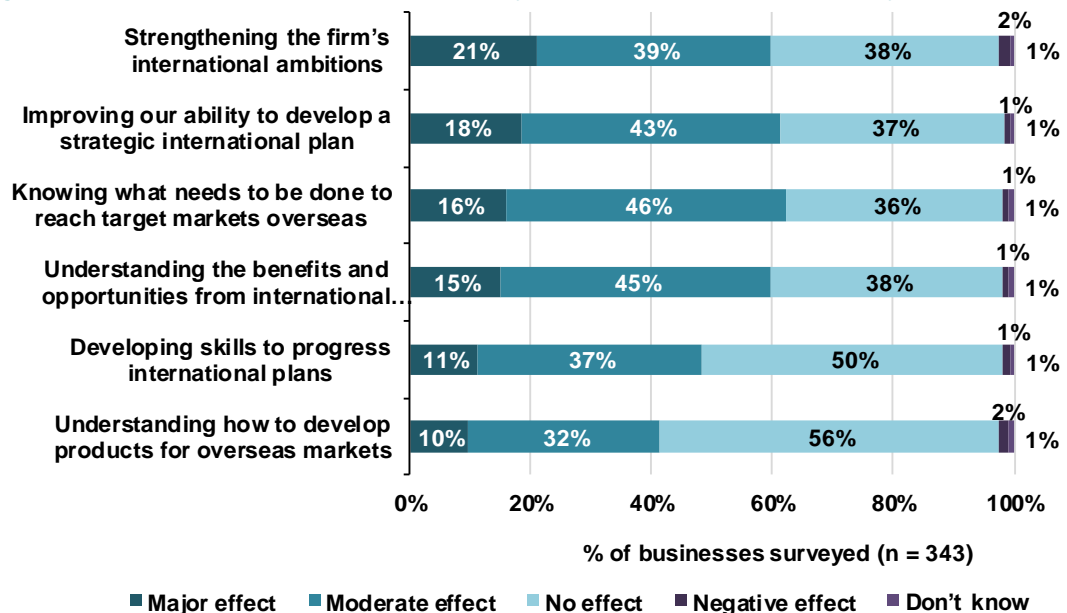 2%
Strengthening the firm's
international ambitions
21% 39% 38% 1%
1%
Improving our ability to develop a
strategic international plan
18% 43% 37% 1%
1%
Knowing what needs to be done to
reach target markets overseas
16% 46% 36% 1%
1%
Understanding the benefits and
opportunities from international...
15% 45% 38% 1%
1%
Developing skills to progress
international plans
11% 37% 50% 1%
2%
Understanding how to develop
products for overseas markets
10% 32% 56% 1%
0% 20% 40% 60% 80% 100%
% of businesses surveyed (n = 343)
Major effect Moderate effect No effect Negative effect Don't know